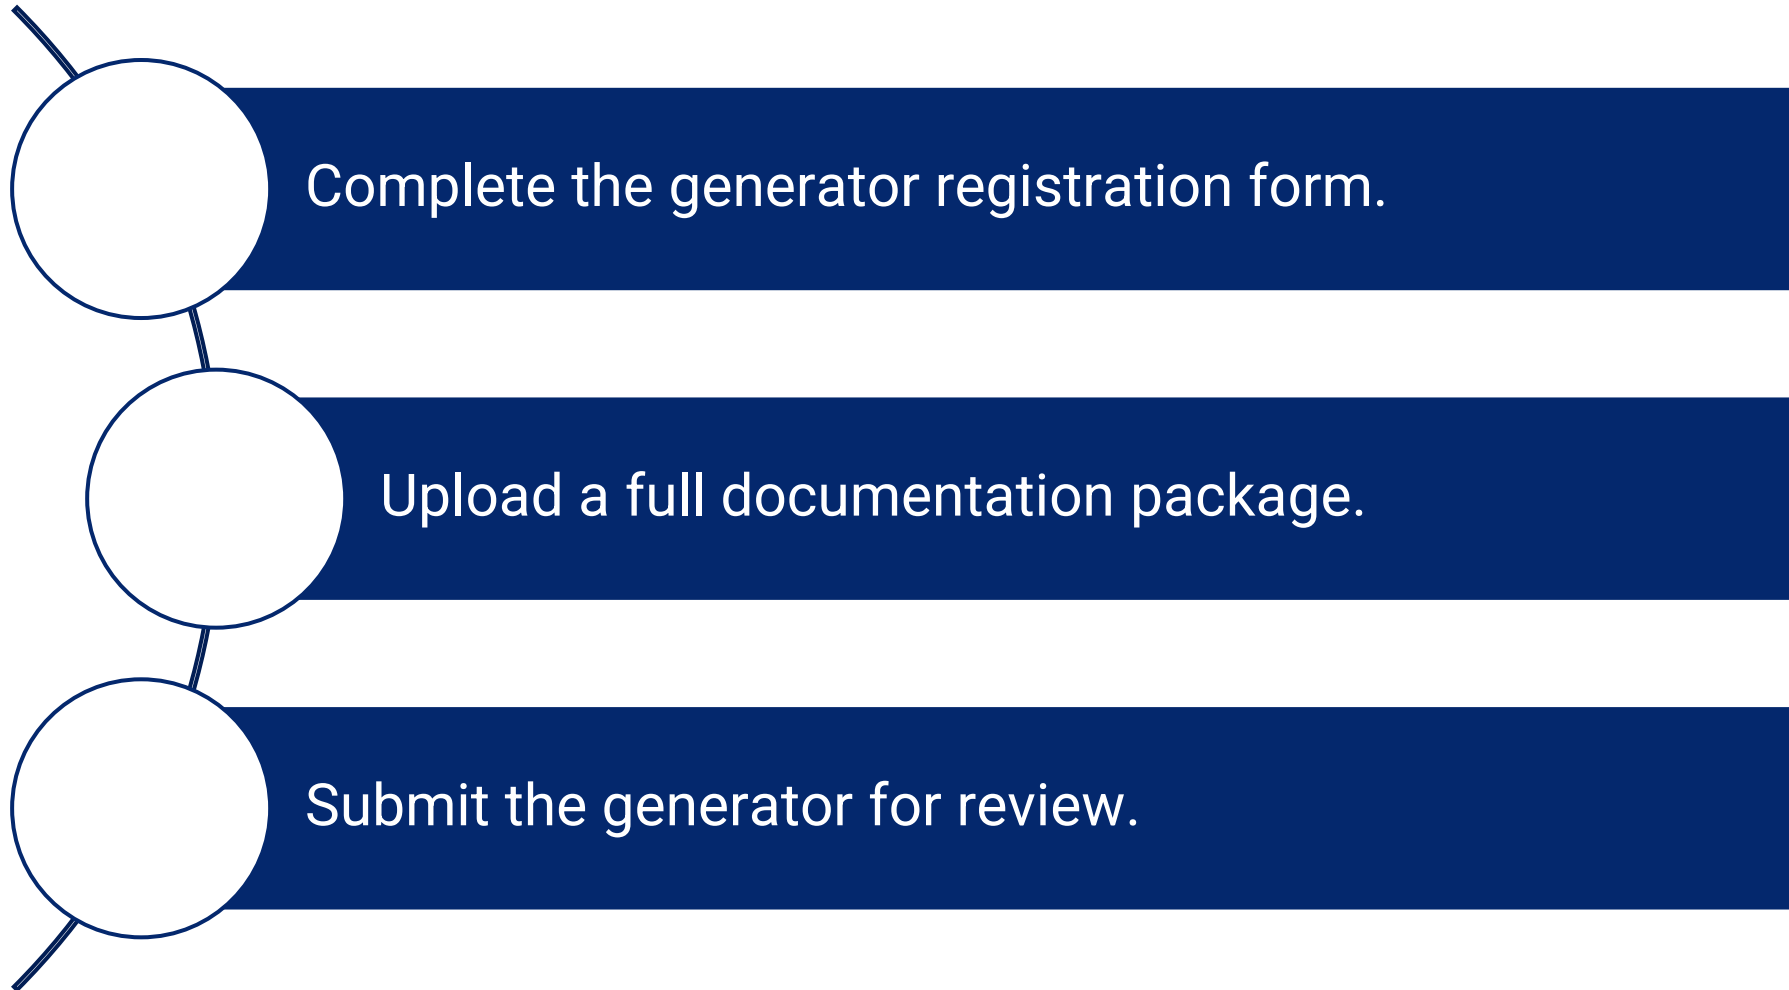 Complete the generator registration form.
Upload a full documentation package.
Submit the generator for review.